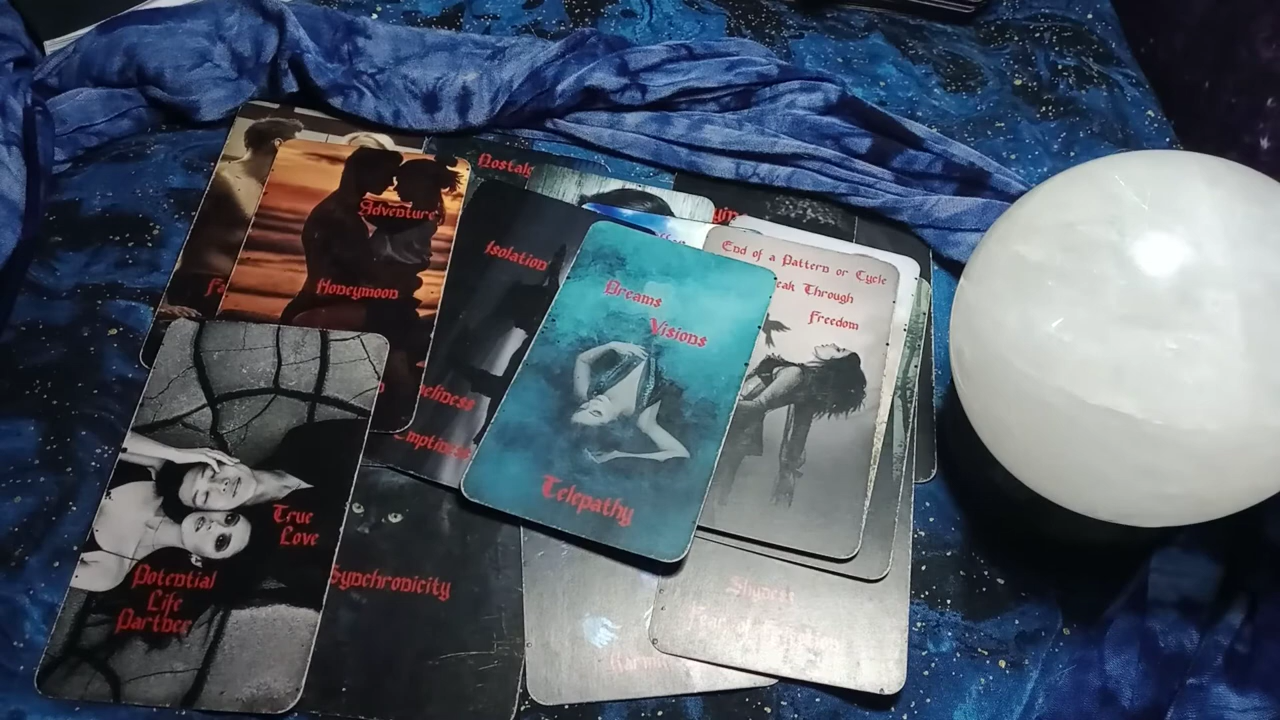 Adventure
Honeymoon
True
Love
Potential
Life
Partner
Synchronicity
Isolation
Emptiness
Dreams
Visions
Telepathy
End of a Pattern or Cycle
Through
Freedom
Shyness
Fear of Rejection